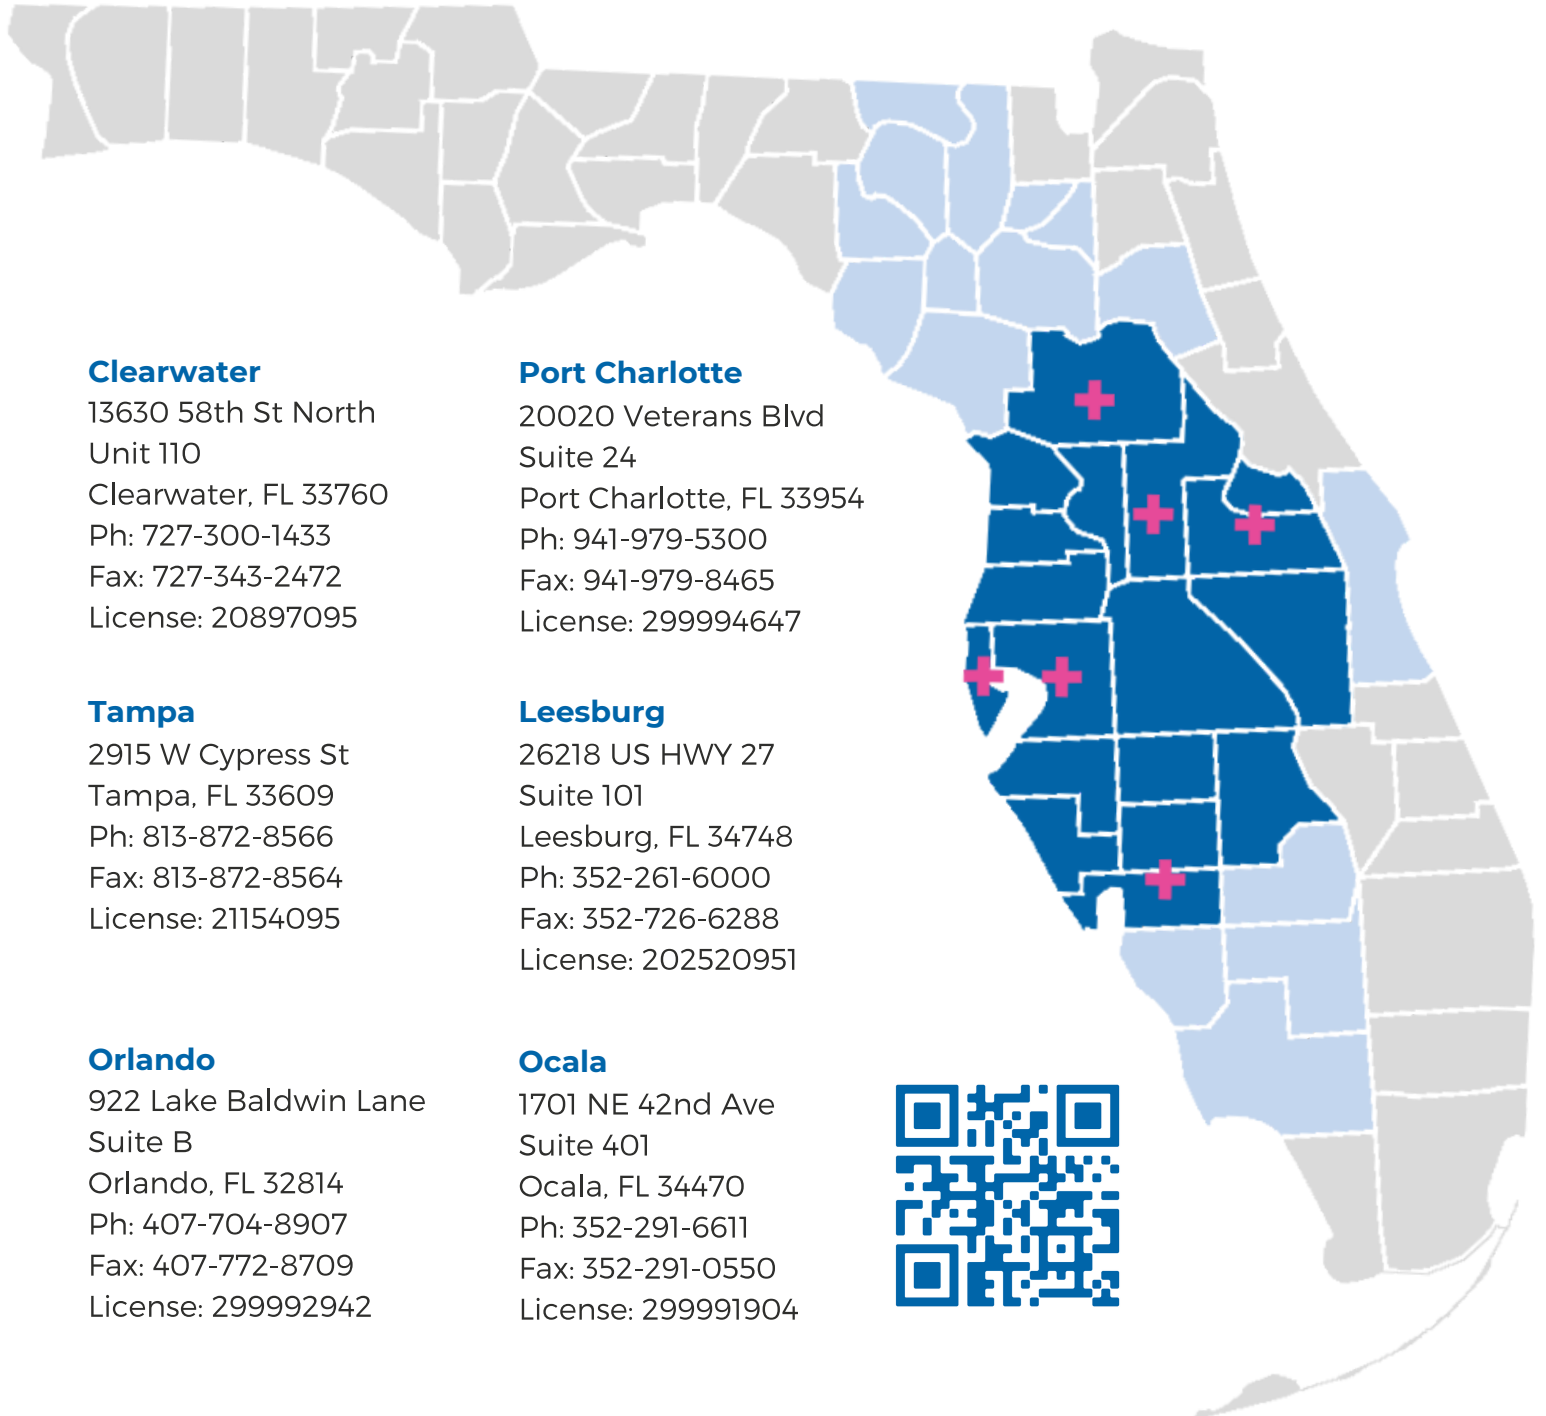 Clearwater
13630 58th St North
Unit 110
Clearwater, FL 33760
Ph: 727-300-1433
Fax: 727-343-2472
License: 20897095
Port Charlotte
20020 Veterans Blvd
Suite 24
Port Charlotte, FL 33954
Ph: 941-979-5300
Fax: 941-979-8465
License: 299994647
Tampa
2915 W Cypress St
Tampa, FL 33609
Ph: 813-872-8566
Fax: 813-872-8564
License: 21154095
Leesburg
26218 US HWY 27
Suite 101
Leesburg, FL 34748
Ph: 352-261-6000
Fax: 352-726-6288
License: 202520951
Orlando
922 Lake Baldwin Lane
Suite B
Orlando, FL 32814
Ph: 407-704-8907
Fax: 407-772-8709
License: 299992942
Ocala
1701 NE 42nd Ave
Suite 401
Ocala, FL 34470
Ph: 352-291-6611
Fax: 352-291-0550
License: 299991904